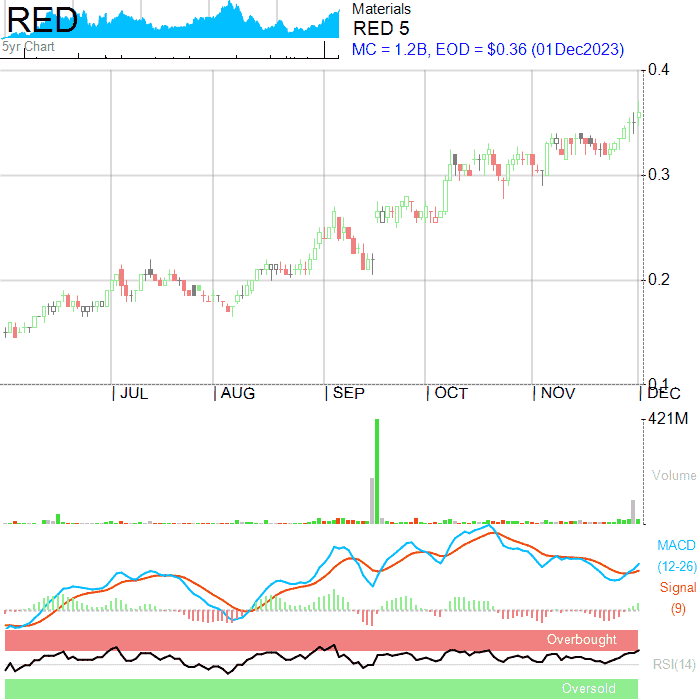 RED
5yr Chart
Materials
RED 5
MC = 1.2B, EOD = $0.36 (01Dec2023)
0.4
0.3
0.2
0.1
JUL
AUG
SEP
OCT
NOV
DEC
421M
Volume
MACD
(12-26)
Signal
(9)
Overbought
RSI(14)
Oversold